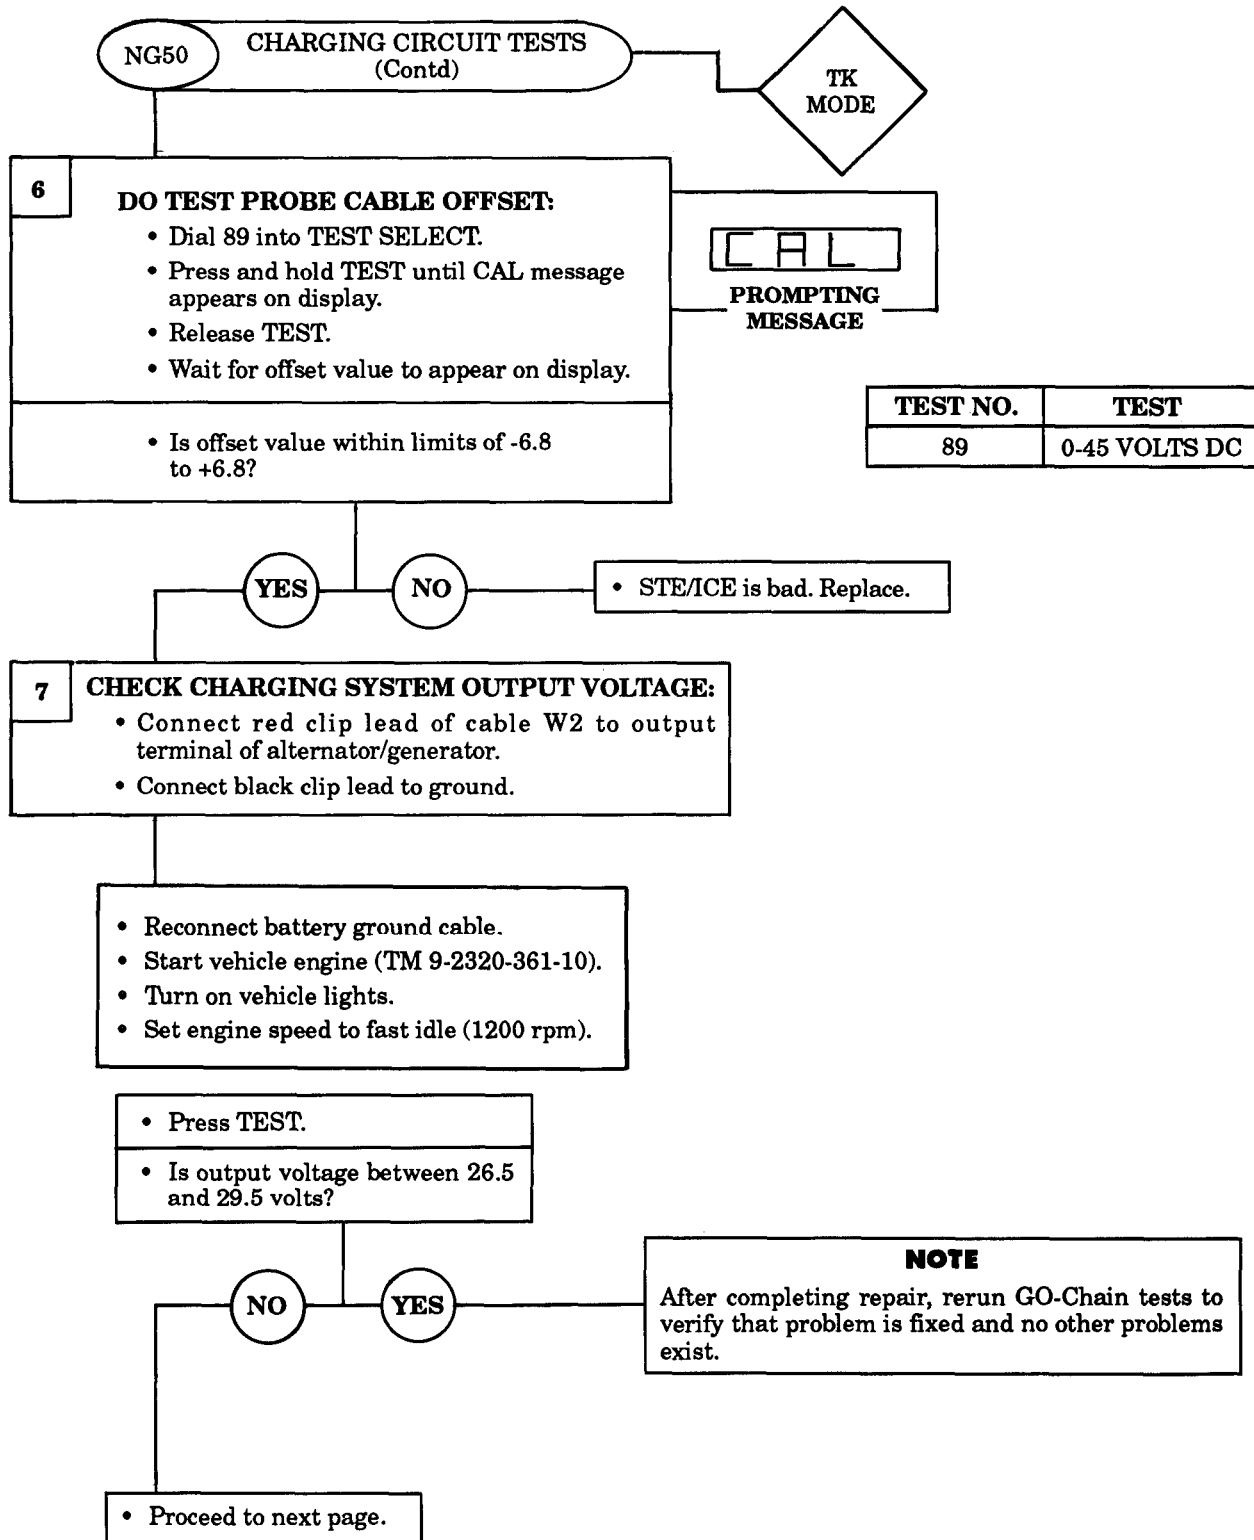 NG50
CHARGING CIRCUIT TESTS
(Contd)
TK
MODE
6
DO TEST PROBE CABLE OFFSET:
• Dial 89 into TEST SELECT.
• Press and hold TEST until CAL message
appears on display.
• Release TEST.
• Wait for offset value to appear on display.
CAL
PROMPTING
MESSAGE
• Is offset value within limits of -6.8
to +6.8?
TEST NO. TEST
89 0-45 VOLTS DC
YES
NO
• STE/ICE is bad. Replace.
7
CHECK CHARGING SYSTEM OUTPUT VOLTAGE:
• Connect red clip lead of cable W2 to output
terminal of alternator/generator.
• Connect black clip lead to ground.
• Reconnect battery ground cable.
• Start vehicle engine (TM 9-2320-361-10).
• Turn on vehicle lights.
• Set engine speed to fast idle (1200 rpm).
• Press TEST.
• Is output voltage between 26.5
and 29.5 volts?
NO
YES
NOTE
After completing repair, rerun GO-Chain tests to
verify that problem is fixed and no other problems
exist.
• Proceed to next page.